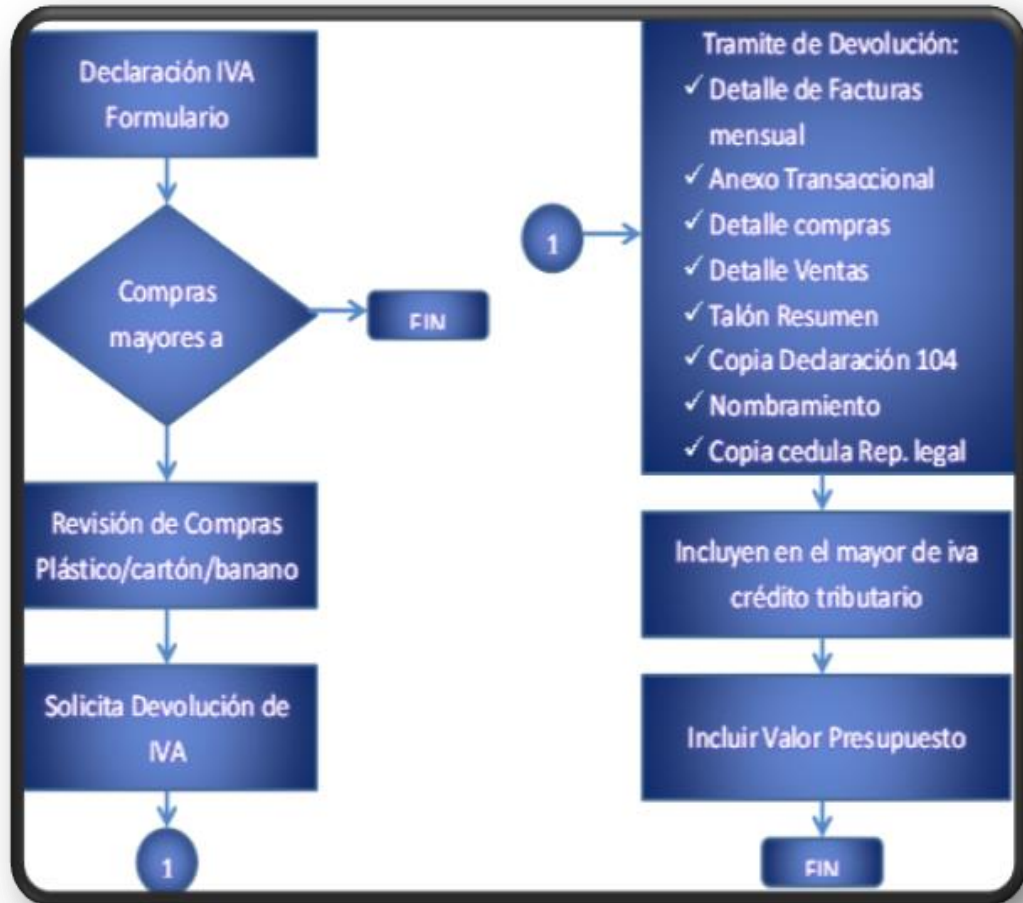 Declaración IVA
Formulario
Compras
mayores a
FIN
Revisión de Compras
Plástico/cartón/banano
Solicita Devolución de
IVA
1
1
Tramite de Devolución:
✓ Detalle de Facturas
mensual
✓ Anexo Transaccional
✓ Detalle compras
✓ Detalle Ventas
✓ Talón Resumen
✓ Copia Declaración 104
✓ Nombramiento
✓ Copia cedula Rep. legal
Incluyen en el mayor de iva
crédito tributario
Incluir Valor Presupuesto
FIN